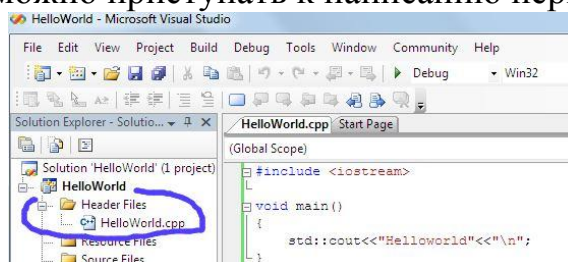 можно приступать к написанию пер
HelloWorld - Microsoft Visual Studio
File Edit View Project Build Debug Tools Window Community Help
Debug Win32
Solution Explorer - Solutio...
HelloWorld.cpp Start Page
(Global Scope)
Solution 'HelloWorld' (1 project)
HelloWorld
Header Files
HelloWorld.cpp
Resource Files
Source Files
#include <iostream>
void main()
{
std::cout<<"Helloworld"<<"\n";
}